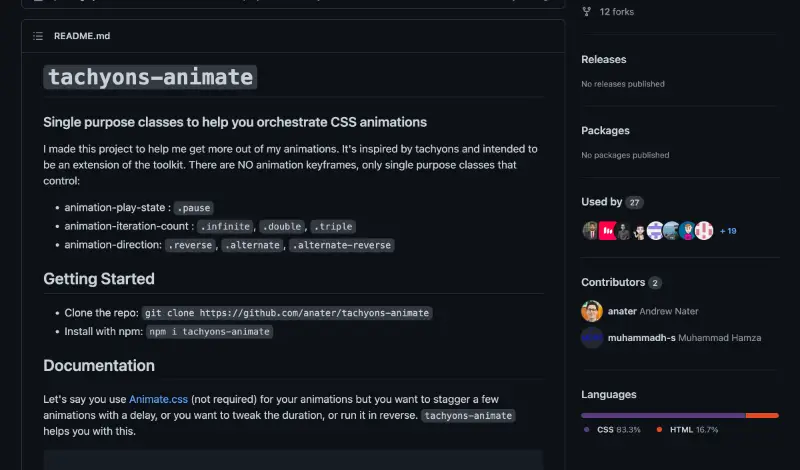 README.md
tachyons-animate
Single purpose classes to help you orchestrate CSS animations
I made this project to help me get more out of my animations. It's inspired by tachyons and intended to
be an extension of the toolkit. There are NO animation keyframes, only single purpose classes that
control:
• animation-play-state : .pause
• animation-iteration-count : .infinite, .double, .triple
• animation-direction: .reverse, .alternate, .alternate-reverse
Getting Started
• Clone the repo: git clone https://github.com/anater/tachyons-animate
• Install with npm: npm i tachyons-animate
Documentation
Let's say you use Animate.css (not required) for your animations but you want to stagger a few
animations with a delay, or you want to tweak the duration, or run it in reverse. tachyons-animate
helps you with this.
12 forks
Releases
No releases published
Packages
No packages published
Used by 27
+ 19
Contributors 2
anater Andrew Nater
muhammadh-s Muhammad Hamza
Languages
CSS 83.3% HTML 16.7%